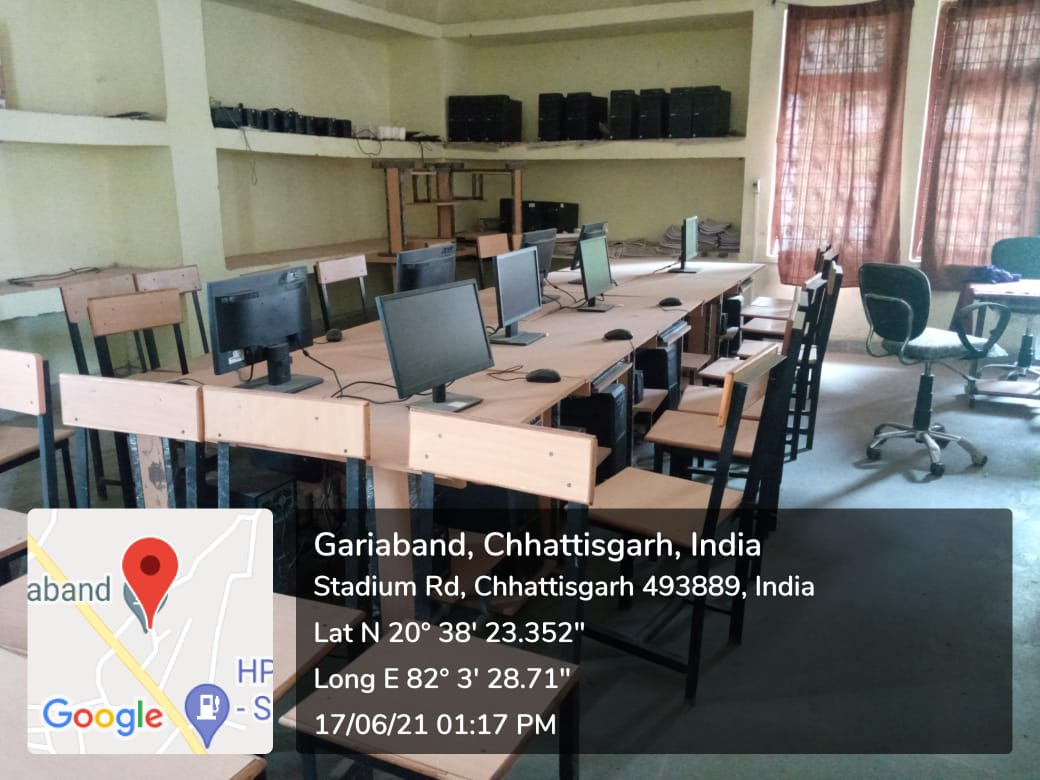 aband
HP
- S
Google
Gariaband, Chhattisgarh, India
Stadium Rd, Chhattisgarh 493889, India
Lat N 20° 38' 23.352"
Long E 82° 3' 28.71"
17/06/21 01:17 PM